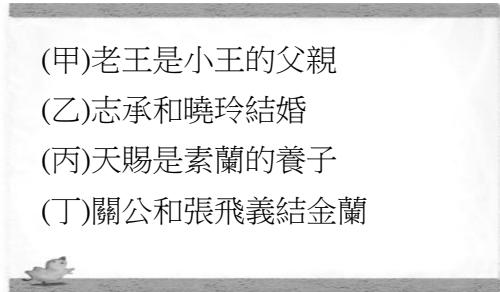 (甲)老王是小王的父親
(乙)志承和曉玲結婚
(丙)天賜是素蘭的養子
(丁)關公和張飛義結金蘭